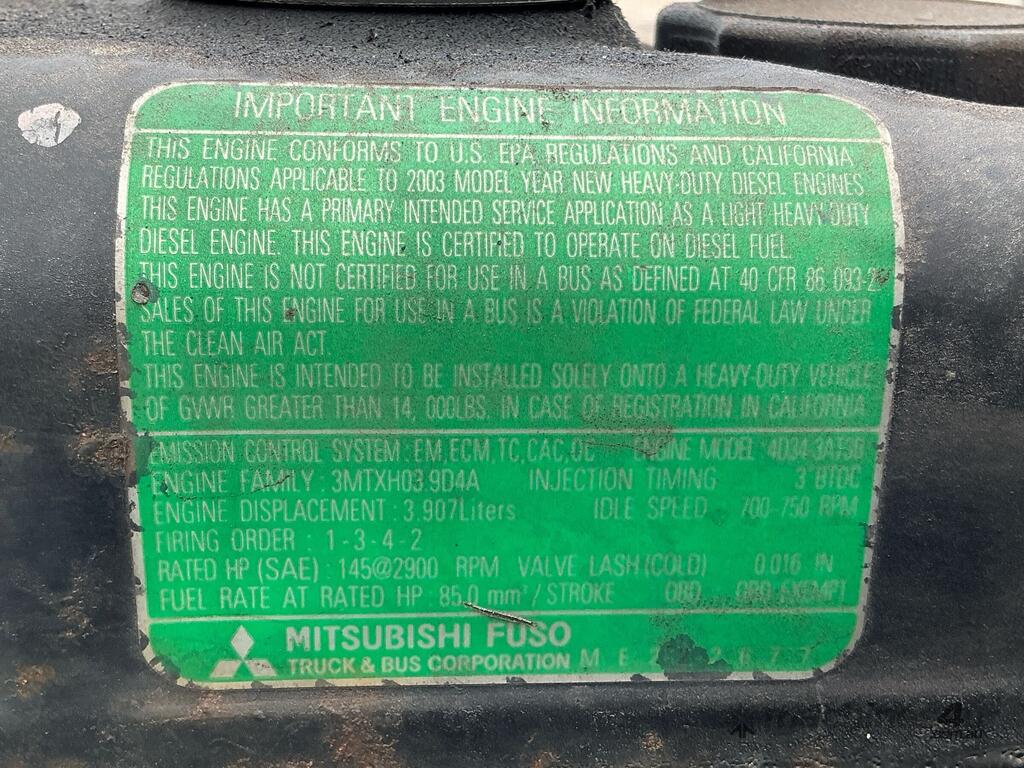 IMPORTANT ENGINE INFORMATION
THIS ENGINE CONFORMS TO U.S. EPA REGULATIONS AND CALIFORNIA
REGULATIONS APPLICABLE TO 2003 MODEL YEAR NEW HEAVY-DUTY DIESEL ENGINES
THIS ENGINE HAS A PRIMARY INTENDED SERVICE APPLICATION AS A LIGHT HEAVY-DUTY
DIESEL ENGINE. THIS ENGINE IS CERTIFIED TO OPERATE ON DIESEL FUEL.
THIS ENGINE IS NOT CERTIFIED FOR USE IN A BUS AS DEFINED AT 40 CFR
SALES OF THIS ENGINE FOR USE IN A BUS IS A VIOLATION OF FEDERAL LAW UNDER
THE CLEAN AIR ACT.
THIS ENGINE IS INTENDED TO BE INSTALLED SOLELY ONTO A HEAVY-DUTY VEHICLE
OF GVWR GREATER THAN 14, 000LBS. IN CASE OF REGISTRATION IN CALIFORNIA
EMISSION CONTROL SYSTEM : EM, ECM, TC, CAC, OC ENGINE MODEL
ENGINE FAMILY : 3MTXH03.9D4A INJECTION TIMING 3°BTDC
ENGINE DISPLACEMENT : 3.907Liters IDLE SPEED 700-750 RPM
FIRING ORDER : 1-3-4-2
RATED HP (SAE) : 145@2900 RPM VALVE LASH (COLD) 0.016 IN
FUEL RATE AT RATED HP : 85.0 mm³ / STROKE OBD OBD EXEMPT
MITSUBISHI FUSO
TRUCK & BUS CORPORATION